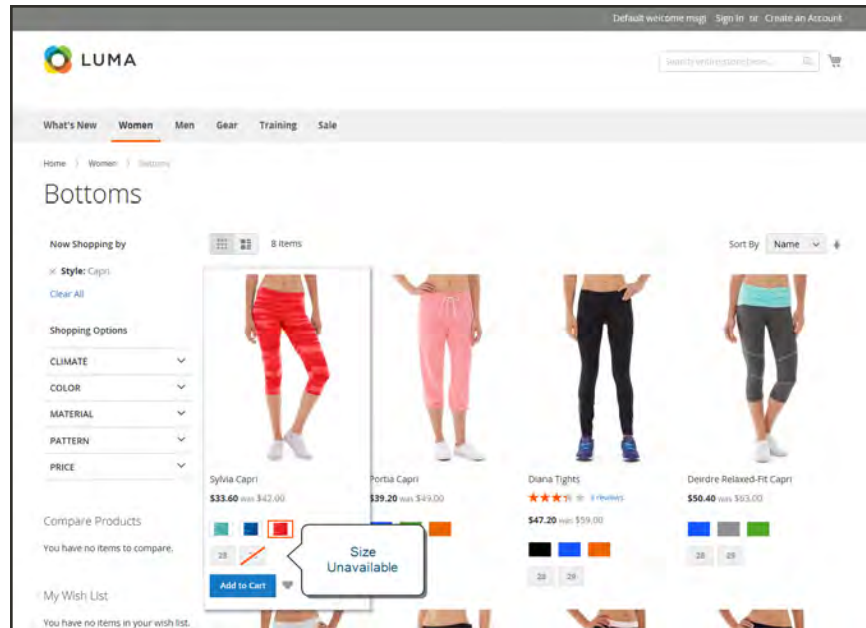 Default welcome msg! Sign In or Create an Account
LUMA
What's New Women Men Gear Training Sale
Home Women Bottoms
Bottoms
Now Shopping by
8 Items
Sort By Name
Style: Capri
Clear All
Shopping Options
CLIMATE
COLOR
MATERIAL
PATTERN
PRICE
Sylvia Capri
$33.60 was $42.00
28
Add to Cart
Size
Unavailable
Portia Capri
$39.20 was $49.00
Diana Tights
3 reviews
$47.20 was $59.00
28 29
Deirdre Relaxed-Fit Capri
$50.40 was $63.00
28 29
Compare Products
You have no items to compare.
My Wish List
You have no items in your wish list.